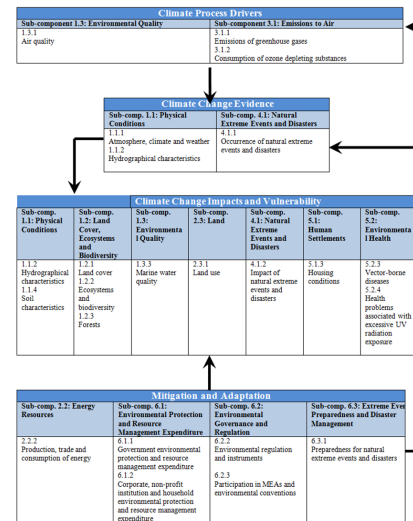 Climate Process Drivers
Sub-component 1.3: Environmental Quality
Sub-component 3.1: Emissions to Air
1.3.1
Air quality
3.1.1
Emissions of greenhouse gases
3.1.2
Consumption of ozone depleting substances
Climate Change Evidence
Sub-comp. 1.1: Physical
Conditions
Sub-comp. 4.1: Natural
Extreme Events and Disasters
1.1.1
Atmosphere, climate and weather
1.1.2
Hydrographical characteristics
4.1.1
Occurrence of natural extreme
events and disasters
Climate Change Impacts and Vulnerability
Sub-comp.
1.1: Physical
Conditions
Sub-comp.
1.2: Land
Cover,
Ecosystems
and
Biodiversity
Sub-comp.
1.3:
Environmenta
l Quality
Sub-comp.
2.3: Land
Sub-comp.
4.1: Natural
Extreme
Events and
Disasters
Sub-comp.
5.1:
Human
Settlements
Sub-comp.
5.2:
Environmenta
l Health
1.1.2
Hydrographical
characteristics
1.1.4
Soil
characteristics
1.2.1
Land cover
1.2.2
Ecosystems
and
biodiversity
1.2.3
Forests
1.3.3
Marine water
quality
2.3.1
Land use
4.1.2
Impact of
natural extreme
events and
disasters
5.1.3
Housing
conditions
5.2.3
Vector-borne
diseases
5.2.4
Health
problems
associated with
excessive UV
radiation
exposure
Mitigation and Adaptation
Sub-comp. 2.2: Energy
Resources
Sub-comp. 6.1:
Environmental Protection
and Resource
Management Expenditure
Sub-comp. 6.2:
Environmental
Governance and
Regulation
Sub-comp. 6.3: Extreme Even
Preparedness and Disaster
Management
2.2.2
Production, trade and
consumption of energy
6.1.1
Government environmental
protection and resource
management expenditure
6.1.2
Corporate, non-profit
institution and household
environmental protection
and resource management
expenditure
6.2.2
Environmental regulation
and instruments
6.2.3
Participation in MEAs and
environmental conventions
6.3.1
Preparedness for natural
extreme events and disasters